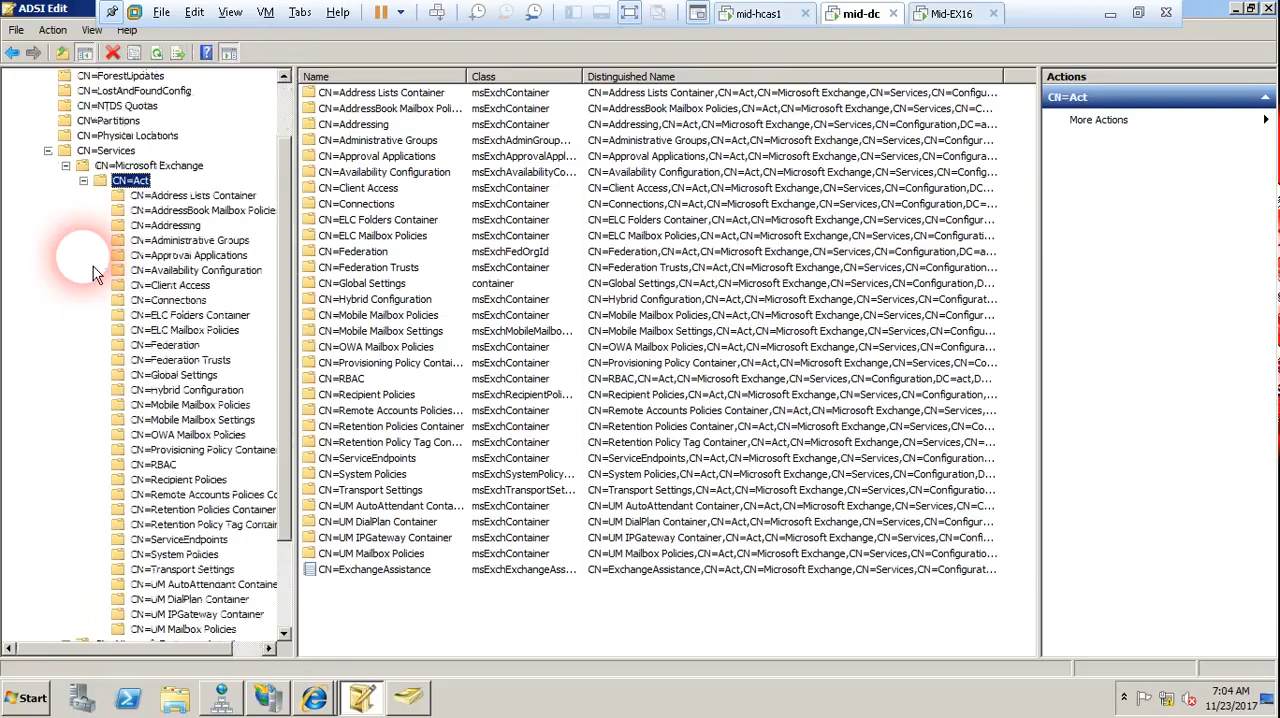 ADSI Edit
File Edit View VM Tabs Help
mid-hcas1
mid-dc
Mid-EX16
File Action View Help
CN=ForestUpdates
CN=LostAndFoundConfig
CN=NTDS Quotas
CN=Partitions
CN=Physical Locations
CN=Services
CN=Microsoft Exchange
CN=Act
CN=Address Lists Container
CN=AddressBook Mailbox Policie
CN=Addressing
CN=Administrative Groups
CN=Approval Applications
CN=Availability Configuration
CN=Client Access
CN=Connections
CN=ELC Folders Container
CN=ELC Mailbox Policies
CN=Federation
CN=Federation Trusts
CN=Global Settings
CN=Hybrid Configuration
CN=Mobile Mailbox Policies
CN=Mobile Mailbox Settings
CN=OWA Mailbox Policies
CN=Provisioning Policy Containe
CN=RBAC
CN=Recipient Policies
CN=Remote Accounts Policies Co
CN=Retention Policies Container
CN=Retention Policy Tag Contain
CN=ServiceEndpoints
CN=System Policies
CN=Transport Settings
CN=UM AutoAttendant Containe
CN=UM DialPlan Container
CN=UM IPGateway Container
CN=UM Mailbox Policies
Name Class Distinguished Name
CN=Address Lists Container msExchContainer CN=Address Lists Container,CN=Act,CN=Microsoft Exchange,CN=Services,CN=Configu...
CN=AddressBook Mailbox Poli... msExchContainer CN=AddressBook Mailbox Policies,CN=Act,CN=Microsoft Exchange,CN=Services,CN=C...
CN=Addressing msExchContainer CN=Addressing,CN=Act,CN=Microsoft Exchange,CN=Services,CN=Configuration,DC=a...
CN=Administrative Groups msExchAdminGroup... CN=Administrative Groups,CN=Act,CN=Microsoft Exchange,CN=Services,CN=Configur...
CN=Approval Applications msExchApprovalAppl... CN=Approval Applications,CN=Act,CN=Microsoft Exchange,CN=Services,CN=Configur...
CN=Availability Configuration msExchAvailabilityCo... CN=Availability Configuration,CN=Act,CN=Microsoft Exchange,CN=Services,CN=Confi...
CN=Client Access msExchContainer CN=Client Access,CN=Act,CN=Microsoft Exchange,CN=Services,CN=Configuration,DC...
CN=Connections msExchContainer CN=Connections,CN=Act,CN=Microsoft Exchange,CN=Services,CN=Configuration,DC=...
CN=ELC Folders Container msExchContainer CN=ELC Folders Container,CN=Act,CN=Microsoft Exchange,CN=Services,CN=Configur...
CN=ELC Mailbox Policies msExchContainer CN=ELC Mailbox Policies,CN=Act,CN=Microsoft Exchange,CN=Services,CN=Configurat...
CN=Federation msExchFedOrgId CN=Federation,CN=Act,CN=Microsoft Exchange,CN=Services,CN=Configuration,DC=a...
CN=Federation Trusts msExchContainer CN=Federation Trusts,CN=Act,CN=Microsoft Exchange,CN=Services,CN=Configuratio...
CN=Global Settings container CN=Global Settings,CN=Act,CN=Microsoft Exchange,CN=Services,CN=Configuration,D...
CN=Hybrid Configuration msExchContainer CN=Hybrid Configuration,CN=Act,CN=Microsoft Exchange,CN=Services,CN=Configura...
CN=Mobile Mailbox Policies msExchContainer CN=Mobile Mailbox Policies,CN=Act,CN=Microsoft Exchange,CN=Services,CN=Configur...
CN=Mobile Mailbox Settings msExchMobileMailbo... CN=Mobile Mailbox Settings,CN=Act,CN=Microsoft Exchange,CN=Services,CN=Configu...
CN=OWA Mailbox Policies msExchContainer CN=OWA Mailbox Policies,CN=Act,CN=Microsoft Exchange,CN=Services,CN=Configur...
CN=Provisioning Policy Contai... msExchContainer CN=Provisioning Policy Container,CN=Act,CN=Microsoft Exchange,CN=Services,CN=C...
CN=RBAC msExchContainer CN=RBAC,CN=Act,CN=Microsoft Exchange,CN=Services,CN=Configuration,DC=act,D...
CN=Recipient Policies msExchRecipientPoli... CN=Recipient Policies,CN=Act,CN=Microsoft Exchange,CN=Services,CN=Configuration...
CN=Remote Accounts Policies... msExchContainer CN=Remote Accounts Policies Container,CN=Act,CN=Microsoft Exchange,CN=Services,...
CN=Retention Policies Container msExchContainer CN=Retention Policies Container,CN=Act,CN=Microsoft Exchange,CN=Services,CN=Co...
CN=Retention Policy Tag Con... msExchContainer CN=Retention Policy Tag Container,CN=Act,CN=Microsoft Exchange,CN=Services,CN=...
CN=ServiceEndpoints msExchContainer CN=ServiceEndpoints,CN=Act,CN=Microsoft Exchange,CN=Services,CN=Configuration...
CN=System Policies msExchSystemPolicy... CN=System Policies,CN=Act,CN=Microsoft Exchange,CN=Services,CN=Configuration,D...
CN=Transport Settings msExchTransportSet... CN=Transport Settings,CN=Act,CN=Microsoft Exchange,CN=Services,CN=Configuratio...
CN=UM AutoAttendant Conta... msExchContainer CN=UM AutoAttendant Container,CN=Act,CN=Microsoft Exchange,CN=Services,CN=C...
CN=UM DialPlan Container msExchContainer CN=UM DialPlan Container,CN=Act,CN=Microsoft Exchange,CN=Services,CN=Configur...
CN=UM IPGateway Container msExchContainer CN=UM IPGateway Container,CN=Act,CN=Microsoft Exchange,CN=Services,CN=Confi...
CN=UM Mailbox Policies msExchContainer CN=UM Mailbox Policies,CN=Act,CN=Microsoft Exchange,CN=Services,CN=Configuratio...
CN=ExchangeAssistance msExchExchangeAss... CN=ExchangeAssistance,CN=Act,CN=Microsoft Exchange,CN=Services,CN=Configurat...
Actions
CN=Act
More Actions
Start
7:04 AM
11/23/2017